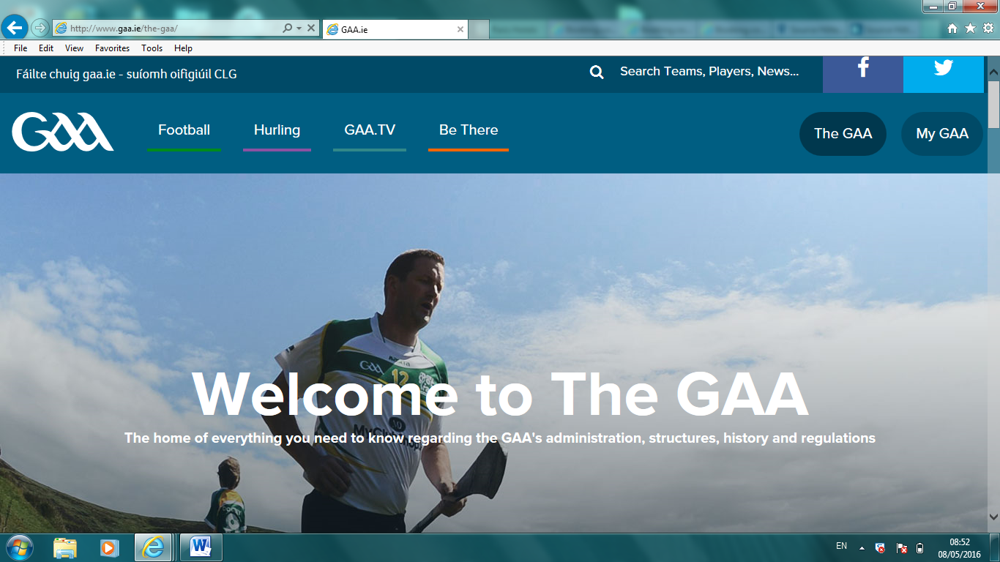 http://www.gaa.ie/the-gaa/
GAA.ie
File Edit View Favorites Tools Help
Fáilte chuig gaa.ie - suíomh oifigiúil CLG
Search Teams, Players, News...
GAA
Football
Hurling
GAA.TV
Be There
The GAA
My GAA
GAA
12
Welcome to The GAA
The home of everything you need to know regarding the GAA's administration, structures, history and regulations
EN
08:52
08/05/2016